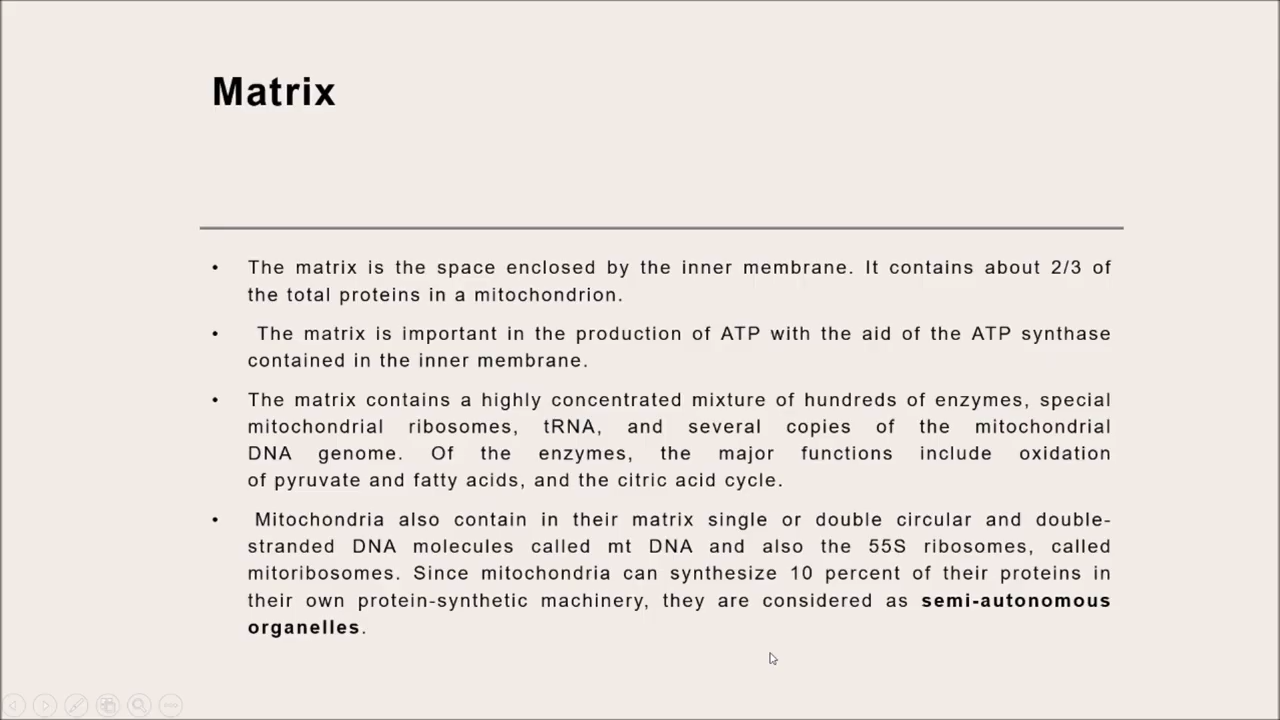 Matrix
• The matrix is the space enclosed by the inner membrane. It contains about 2/3 of
the total proteins in a mitochondrion.
• The matrix is important in the production of ATP with the aid of the ATP synthase
contained in the inner membrane.
• The matrix contains a highly concentrated mixture of hundreds of enzymes, special
mitochondrial ribosomes, tRNA, and several copies of the mitochondrial
DNA genome. Of the enzymes, the major functions include oxidation
of pyruvate and fatty acids, and the citric acid cycle.
• Mitochondria also contain in their matrix single or double circular and double-
stranded DNA molecules called mt DNA and also the 55S ribosomes, called
mitoribosomes. Since mitochondria can synthesize 10 percent of their proteins in
their own protein-synthetic machinery, they are considered as semi-autonomous
organelles.